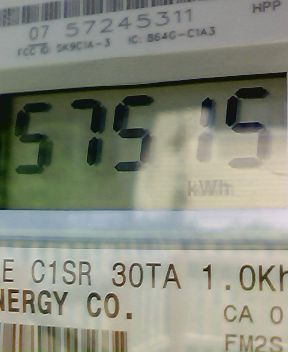 HPP
07 57245311
FCC ID SK9C1A-3 IC: 864G-C1A3
57515
kWh
E C1SR 30TA 1.0Kh
NERGY CO.
CA 0
FM2S